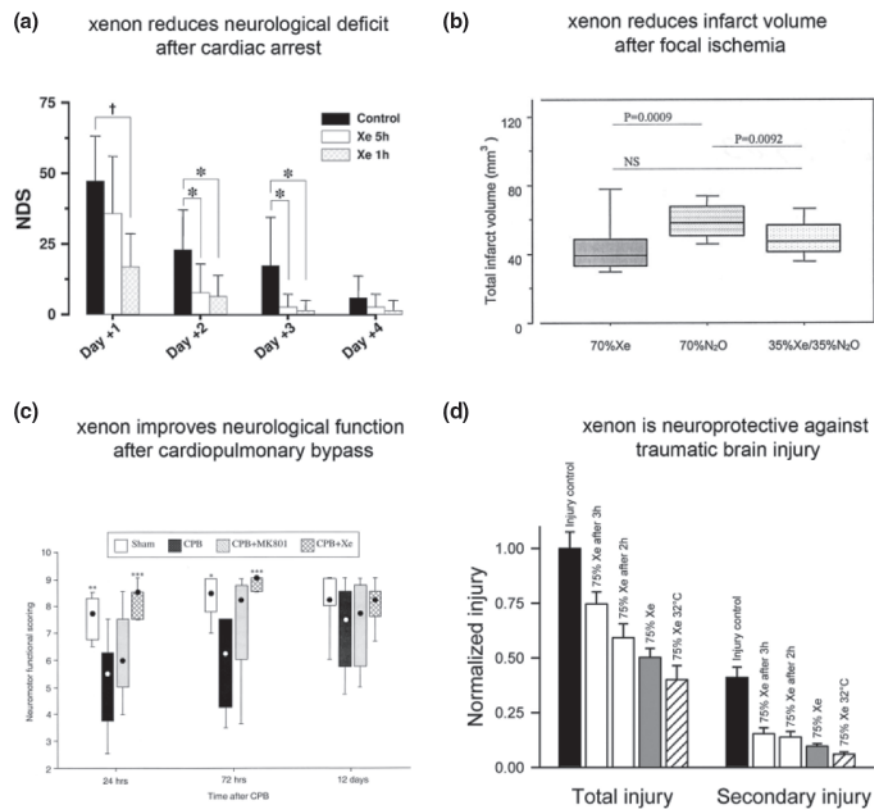 (a)
xenon reduces neurological deficit
after cardiac arrest
75
50
25
0
NDS
†
Control
Xe 5h
Xe 1h
*
*
*
*
Day +1
Day +2
Day +3
Day +4
(b)
xenon reduces infarct volume
after focal ischemia
Total infarct volume (mm³)
120
80
40
0
P=0.0009
P=0.0092
NS
70%Xe
70%N₂O
35%Xe/35%N₂O
(c)
xenon improves neurological function
after cardiopulmonary bypass
Sham
CPB
CPB+MK801
CPB+Xe
Neuromotor functional scoring
10
9
8
7
6
5
4
3
2
**
***
*
***
24 hrs
72 hrs
12 days
Time after CPB
(d)
xenon is neuroprotective against
traumatic brain injury
Normalized injury
1.00
0.75
0.50
0.25
0.00
Injury control
75% Xe after 3h
75% Xe after 2h
75% Xe
75% Xe 32°C
Injury control
75% Xe after 3h
75% Xe after 2h
75% Xe
75% Xe 32°C
Total injury
Secondary injury